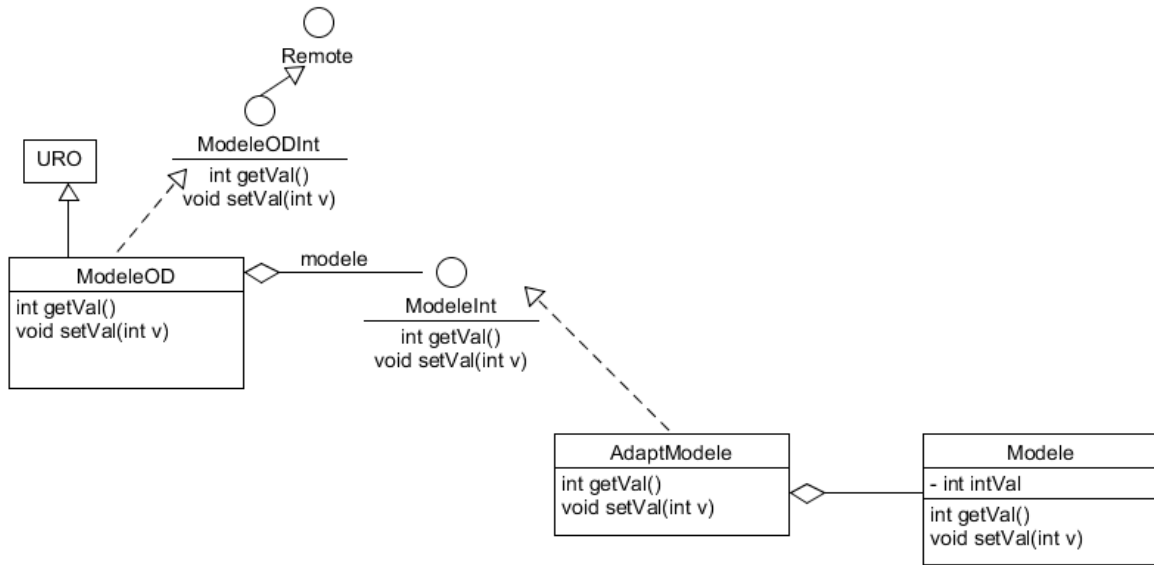 Remote
ModeleODInt
int getVal()
void setVal(int v)
URO
ModeleOD
int getVal()
void setVal(int v)
modele
ModeleInt
int getVal()
void setVal(int v)
AdaptModele
int getVal()
void setVal(int v)
Modele
- int intVal
int getVal()
void setVal(int v)